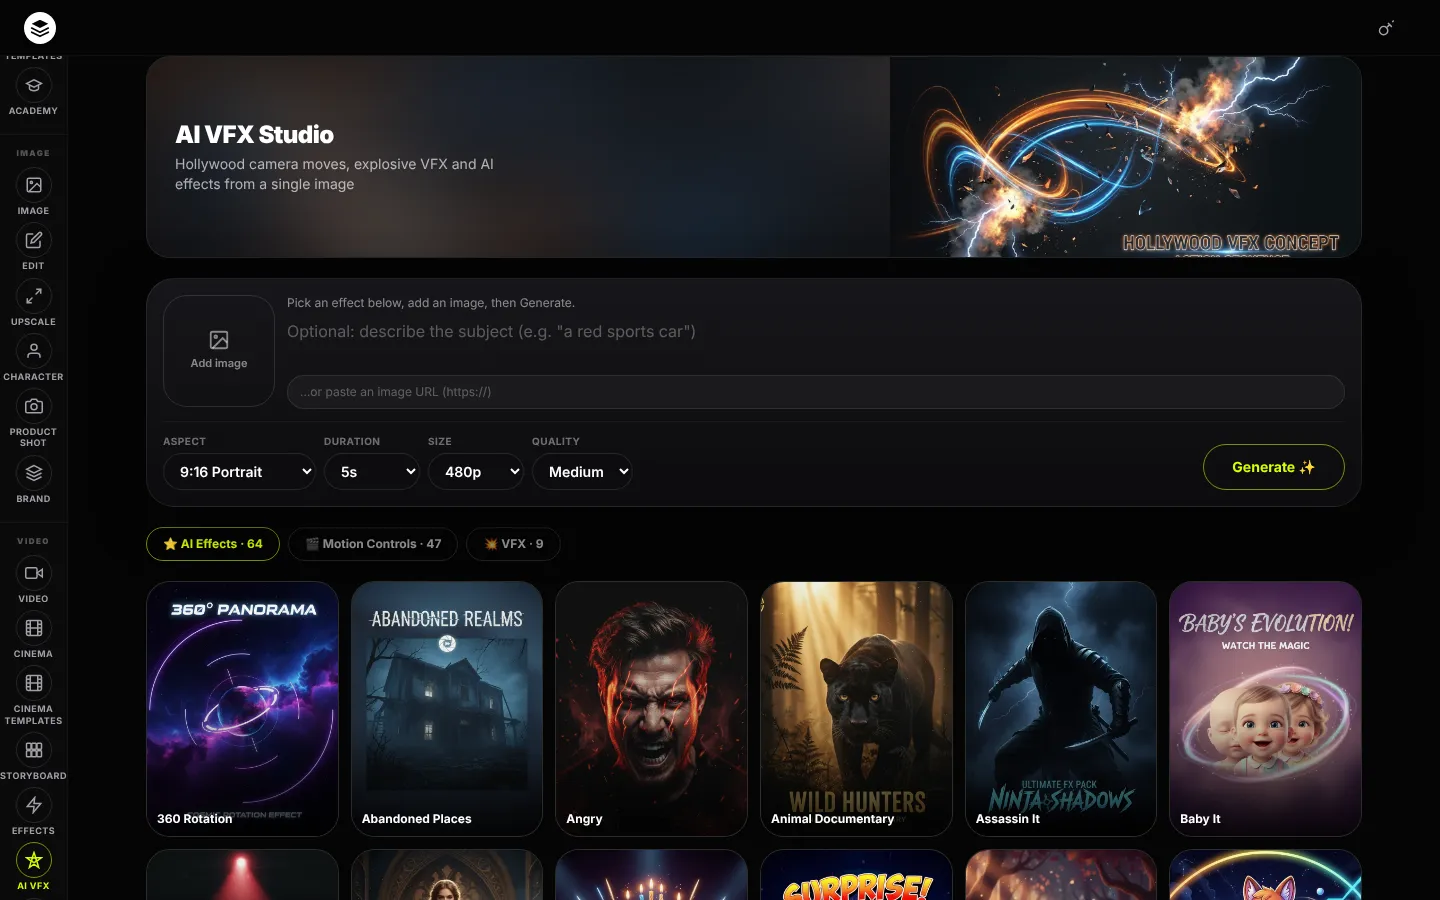 TEMPLATES
ACADEMY
IMAGE
IMAGE
EDIT
UPSCALE
CHARACTER
PRODUCT
SHOT
BRAND
VIDEO
VIDEO
CINEMA
CINEMA
TEMPLATES
STORYBOARD
EFFECTS
AI VFX
AI VFX Studio
Hollywood camera moves, explosive VFX and AI
effects from a single image
HOLLYWOOD VFX CONCEPT
Add image
Pick an effect below, add an image, then Generate.
Optional: describe the subject (e.g. "a red sports car")
...or paste an image URL (https://)
ASPECT
9:16 Portrait
DURATION
5s
SIZE
480p
QUALITY
Medium
Generate ✨
⭐ AI Effects · 64
🎬 Motion Controls · 47
💥 VFX · 9
360° PANORAMA
360 Rotation
ABANDONED REALMS
Abandoned Places
Angry
WILD HUNTERS
Animal Documentary
ULTIMATE FX PACK
NINJA SHADOWS
Assassin It
BABY'S EVOLUTION!
WATCH THE MAGIC
Baby It
SURPRISE!